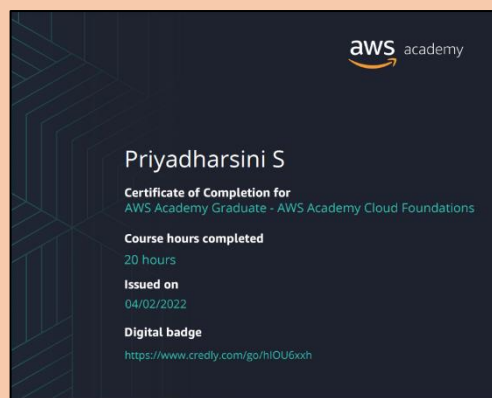 aws academy
Priyadharsini S
Certificate of Completion for
AWS Academy Graduate - AWS Academy Cloud Foundations
Course hours completed
20 hours
Issued on
04/02/2022
Digital badge
https://www.credly.com/go/hIOU6xxh